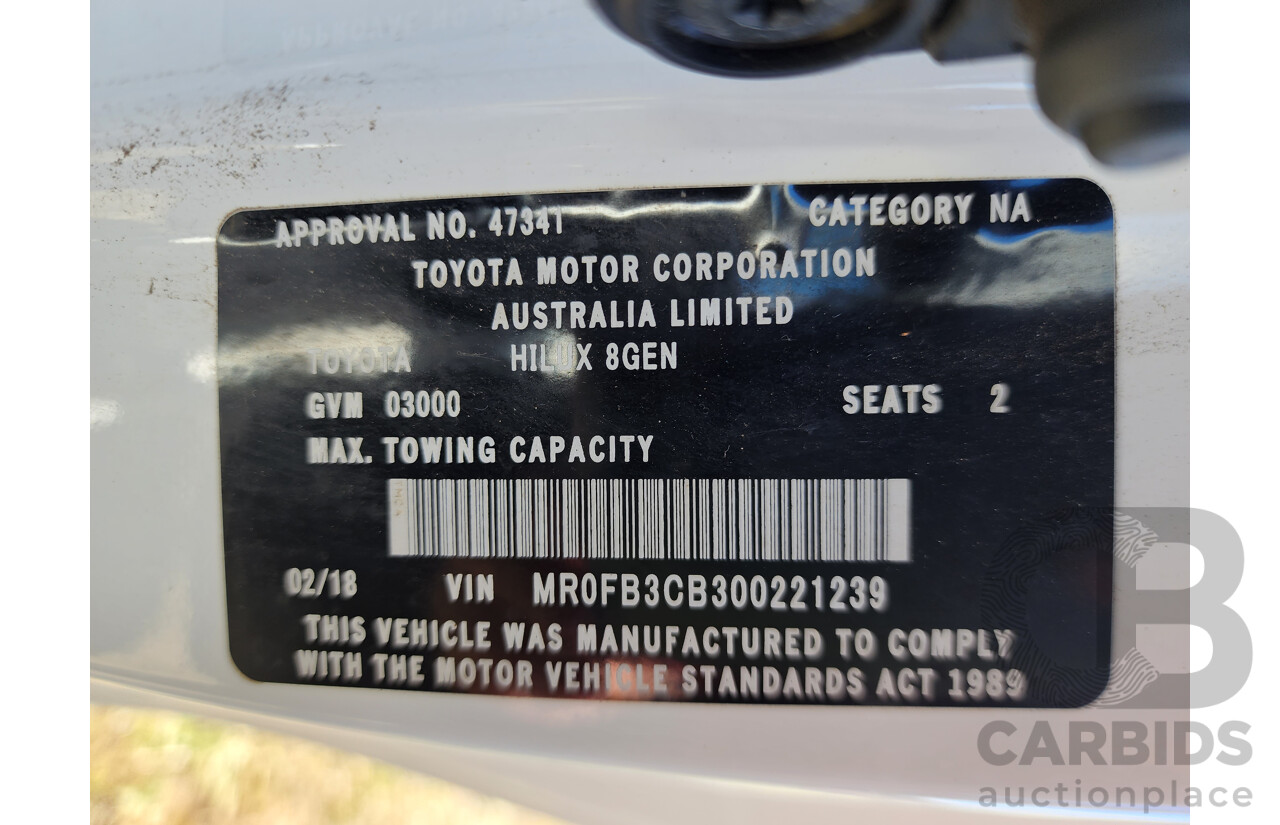 APPROVAL NO. 47341 CATEGORY NA
TOYOTA MOTOR CORPORATION
AUSTRALIA LIMITED
TOYOTA HILUX 8GEN
GVM 03000 SEATS 2
MAX. TOWING CAPACITY
02/18 VIN MR0FB3CB300221239
THIS VEHICLE WAS MANUFACTURED TO COMPLY
WITH THE MOTOR VEHICLE STANDARDS ACT 1989
CB
CARBIDS
auctionplace